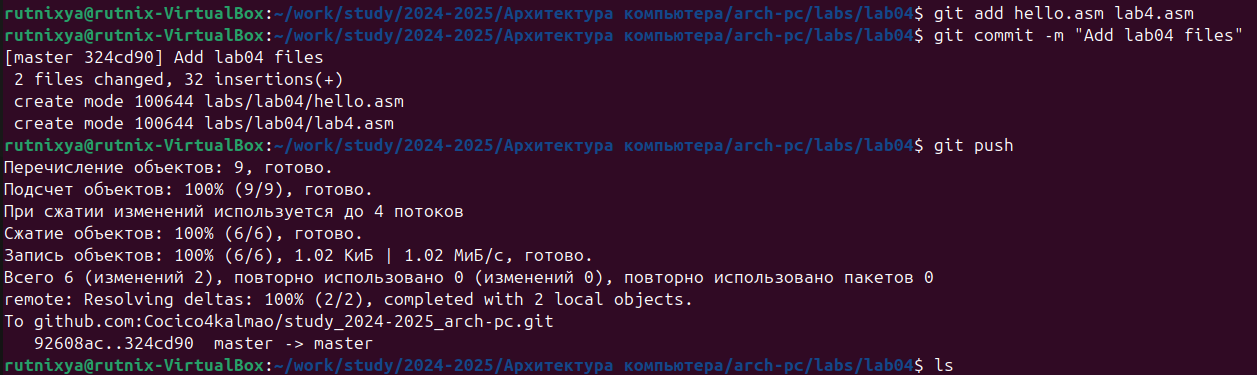 rutnixya@rutnix-VirtualBox:~/work/study/2024-2025/Архитектура компьютера/arch-pc/labs/lab04$ git add hello.asm lab4.asm
rutnixya@rutnix-VirtualBox:~/work/study/2024-2025/Архитектура компьютера/arch-pc/labs/lab04$ git commit -m "Add lab04 files"
[master 324cd90] Add lab04 files
 2 files changed, 32 insertions(+)
 create mode 100644 labs/lab04/hello.asm
 create mode 100644 labs/lab04/lab4.asm
rutnixya@rutnix-VirtualBox:~/work/study/2024-2025/Архитектура компьютера/arch-pc/labs/lab04$ git push
Перечисление объектов: 9, готово.
Подсчет объектов: 100% (9/9), готово.
При сжатии изменений используется до 4 потоков
Сжатие объектов: 100% (6/6), готово.
Запись объектов: 100% (6/6), 1.02 КиБ | 1.02 МиБ/с, готово.
Всего 6 (изменений 2), повторно использовано 0 (изменений 0), повторно использовано пакетов 0
remote: Resolving deltas: 100% (2/2), completed with 2 local objects.
To github.com:Cocico4kalmao/study_2024-2025_arch-pc.git
   92608ac..324cd90  master -> master
rutnixya@rutnix-VirtualBox:~/work/study/2024-2025/Архитектура компьютера/arch-pc/labs/lab04$ ls